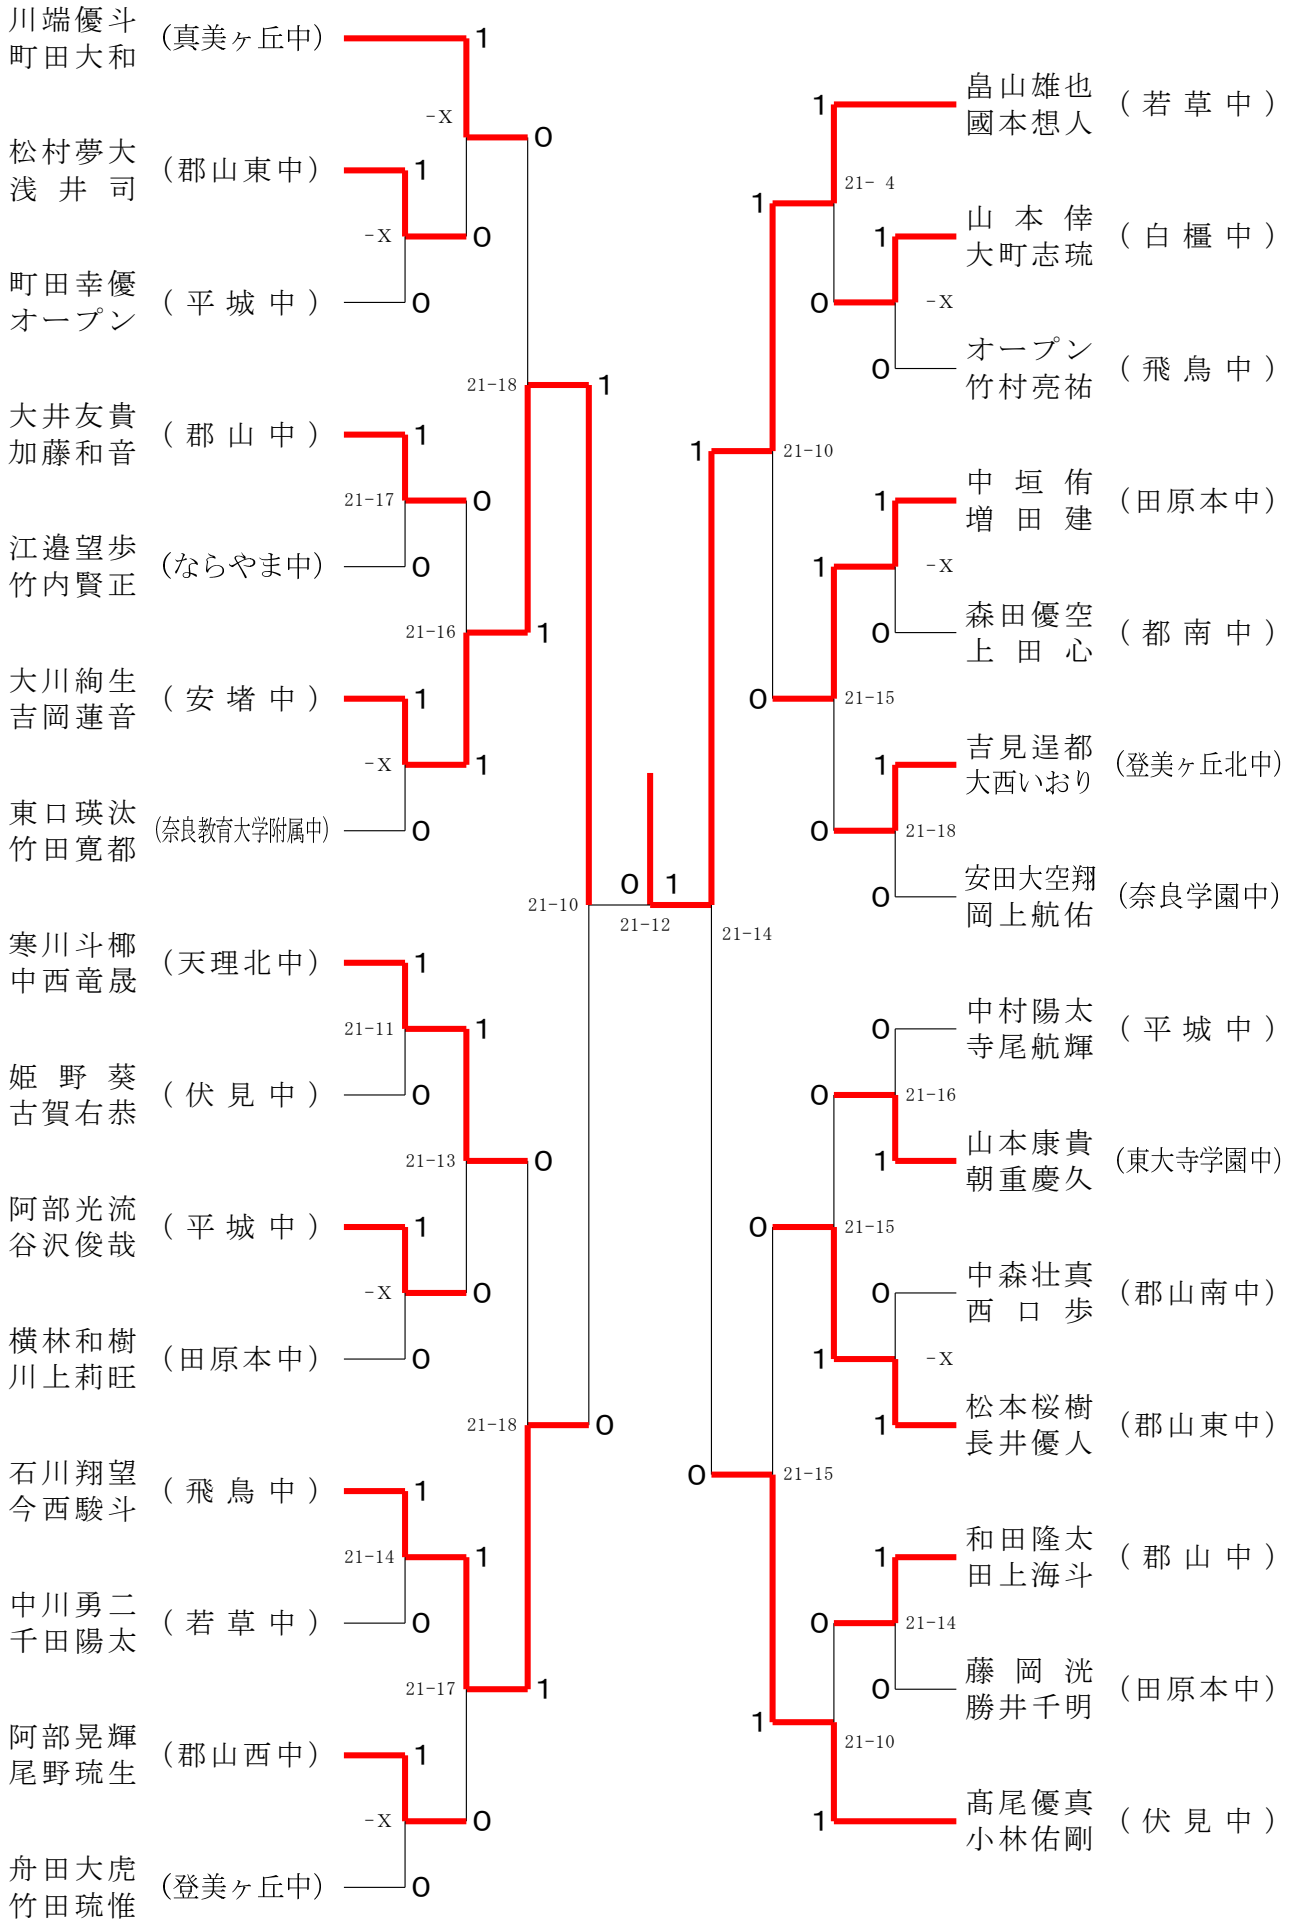 川端優斗
町田大和
(真美ヶ丘中)
1
-X
0
松村夢大
浅井司
(郡山東中)
1
-X
0
町田幸優
オープン
(平城中)
0
21-18
1
大井友貴
加藤和音
(郡山中)
1
21-17
0
江邉望歩
竹内賢正
(ならやま中)
0
21-16
1
大川絢生
吉岡蓮音
(安堵中)
1
-X
1
東口瑛汰
竹田寛都
(奈良教育大学附属中)
0
21-10
0
1
21-12
寒川斗椰
中西竜晟
(天理北中)
1
21-11
1
姫野葵
古賀右恭
(伏見中)
0
21-13
0
阿部光流
谷沢俊哉
(平城中)
1
-X
0
横林和樹
川上莉旺
(田原本中)
0
21-18
0
石川翔望
今西駿斗
(飛鳥中)
1
21-14
1
中川勇二
千田陽太
(若草中)
0
21-17
1
阿部晃輝
尾野琉生
(郡山西中)
1
-X
0
舟田大虎
竹田琉惟
(登美ヶ丘中)
0
1
畠山雄也
國本想人
(若草中)
21- 4
1
1
山本倖
大町志琉
(白橿中)
0
-X
0
オープン
竹村亮祐
(飛鳥中)
1
21-10
1
中垣侑
増田建
(田原本中)
1
-X
0
森田優空
上田心
(都南中)
0
21-15
1
吉見逞都
大西いおり
(登美ヶ丘北中)
0
21-18
0
安田大空翔
岡上航佑
(奈良学園中)
21-14
0
中村陽太
寺尾航輝
(平城中)
0
21-16
1
山本康貴
朝重慶久
(東大寺学園中)
0
21-15
0
中森壮真
西口歩
(郡山南中)
1
-X
1
松本桜樹
長井優人
(郡山東中)
0
21-15
1
和田隆太
田上海斗
(郡山中)
0
21-14
0
藤岡洸
勝井千明
(田原本中)
1
21-10
1
髙尾優真
小林佑剛
(伏見中)